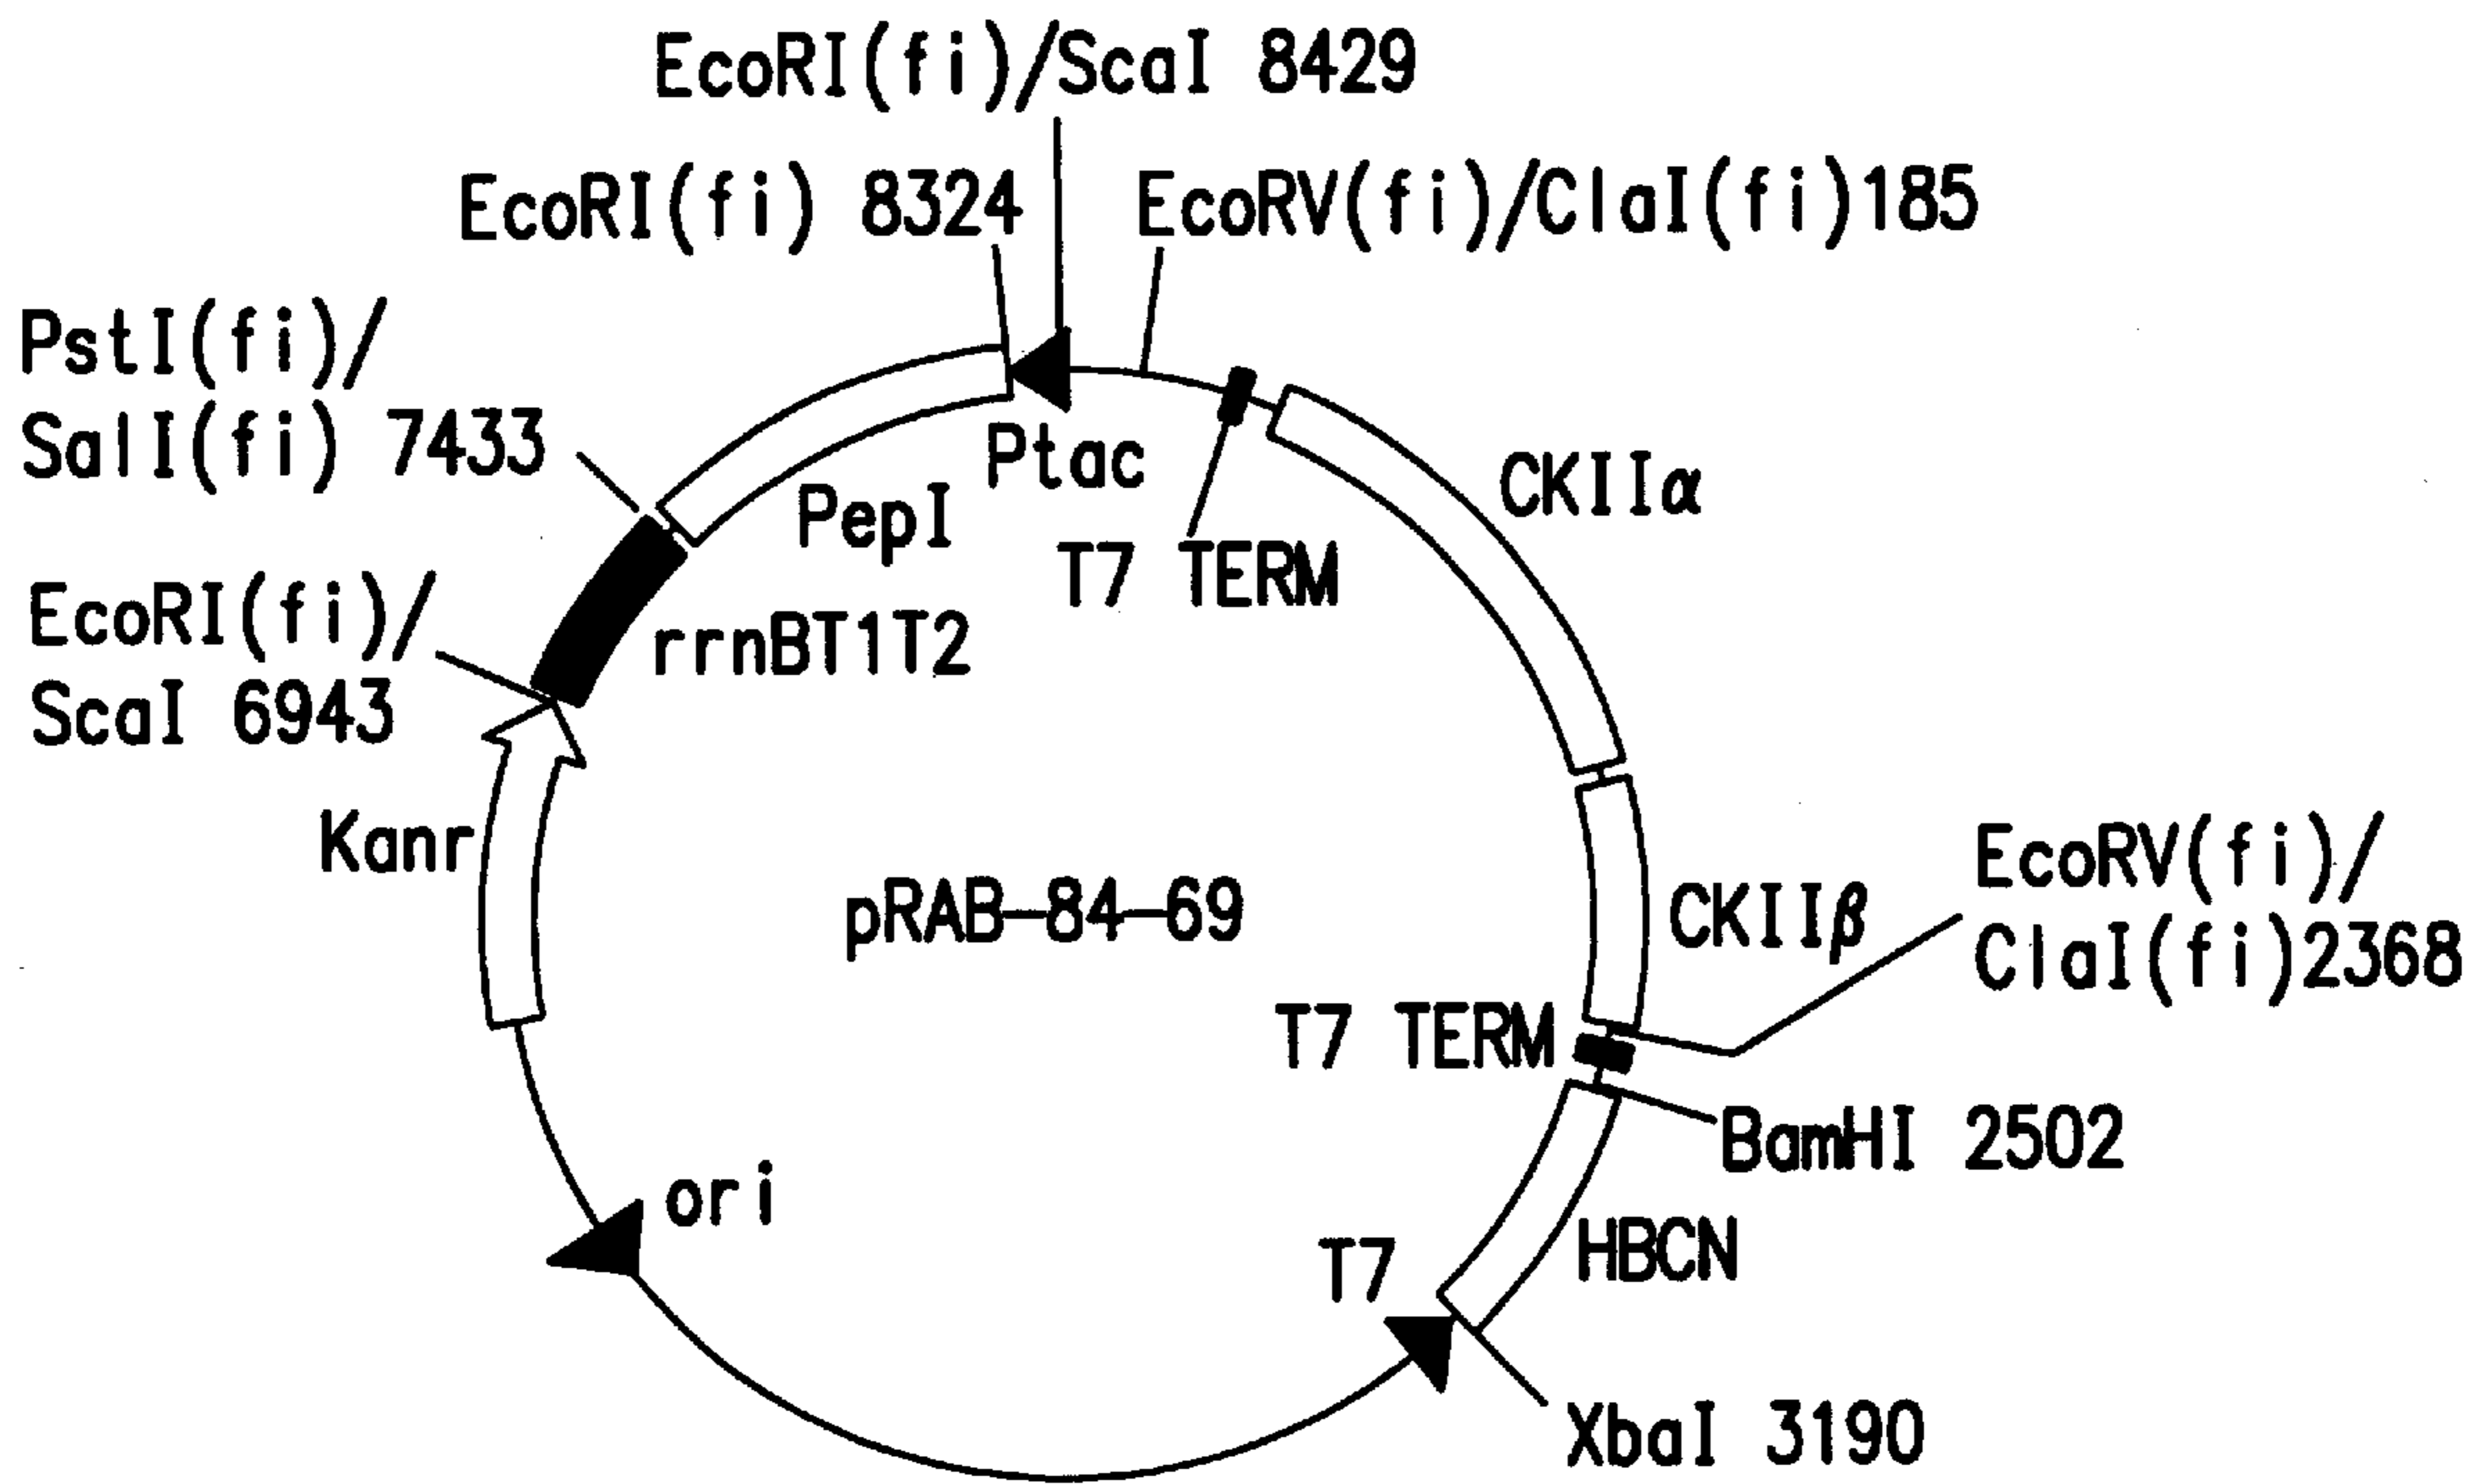 EcoRI(fi)/ScaI 8429
EcoRI(fi) 8324
EcoRV(fi)/ClaI(fi)185
PstI(fi)/
SalI(fi) 7433
Ptac
CKIIα
PepI
T7 TERM
EcoRI(fi)/
ScaI 6943
rrnBT1T2
Kanr
pRAB-84-69
CKIIβ
EcoRV(fi)/
ClaI(fi)2368
T7 TERM
BamHI 2502
ori
T7
HBCN
XbaI 3190